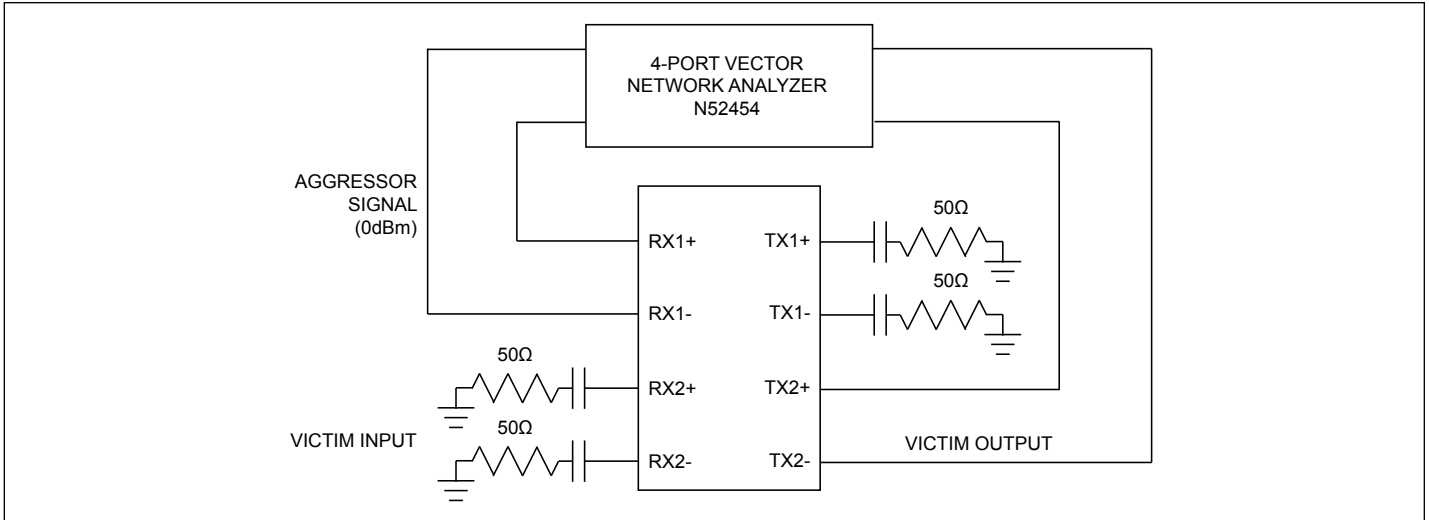 4-PORT VECTOR
NETWORK ANALYZER
N52454
AGGRESSOR
SIGNAL
(0dBm)
RX1+
TX1+
50Ω
RX1-
TX1-
50Ω
50Ω
RX2+
TX2+
VICTIM INPUT
50Ω
RX2-
TX2-
VICTIM OUTPUT